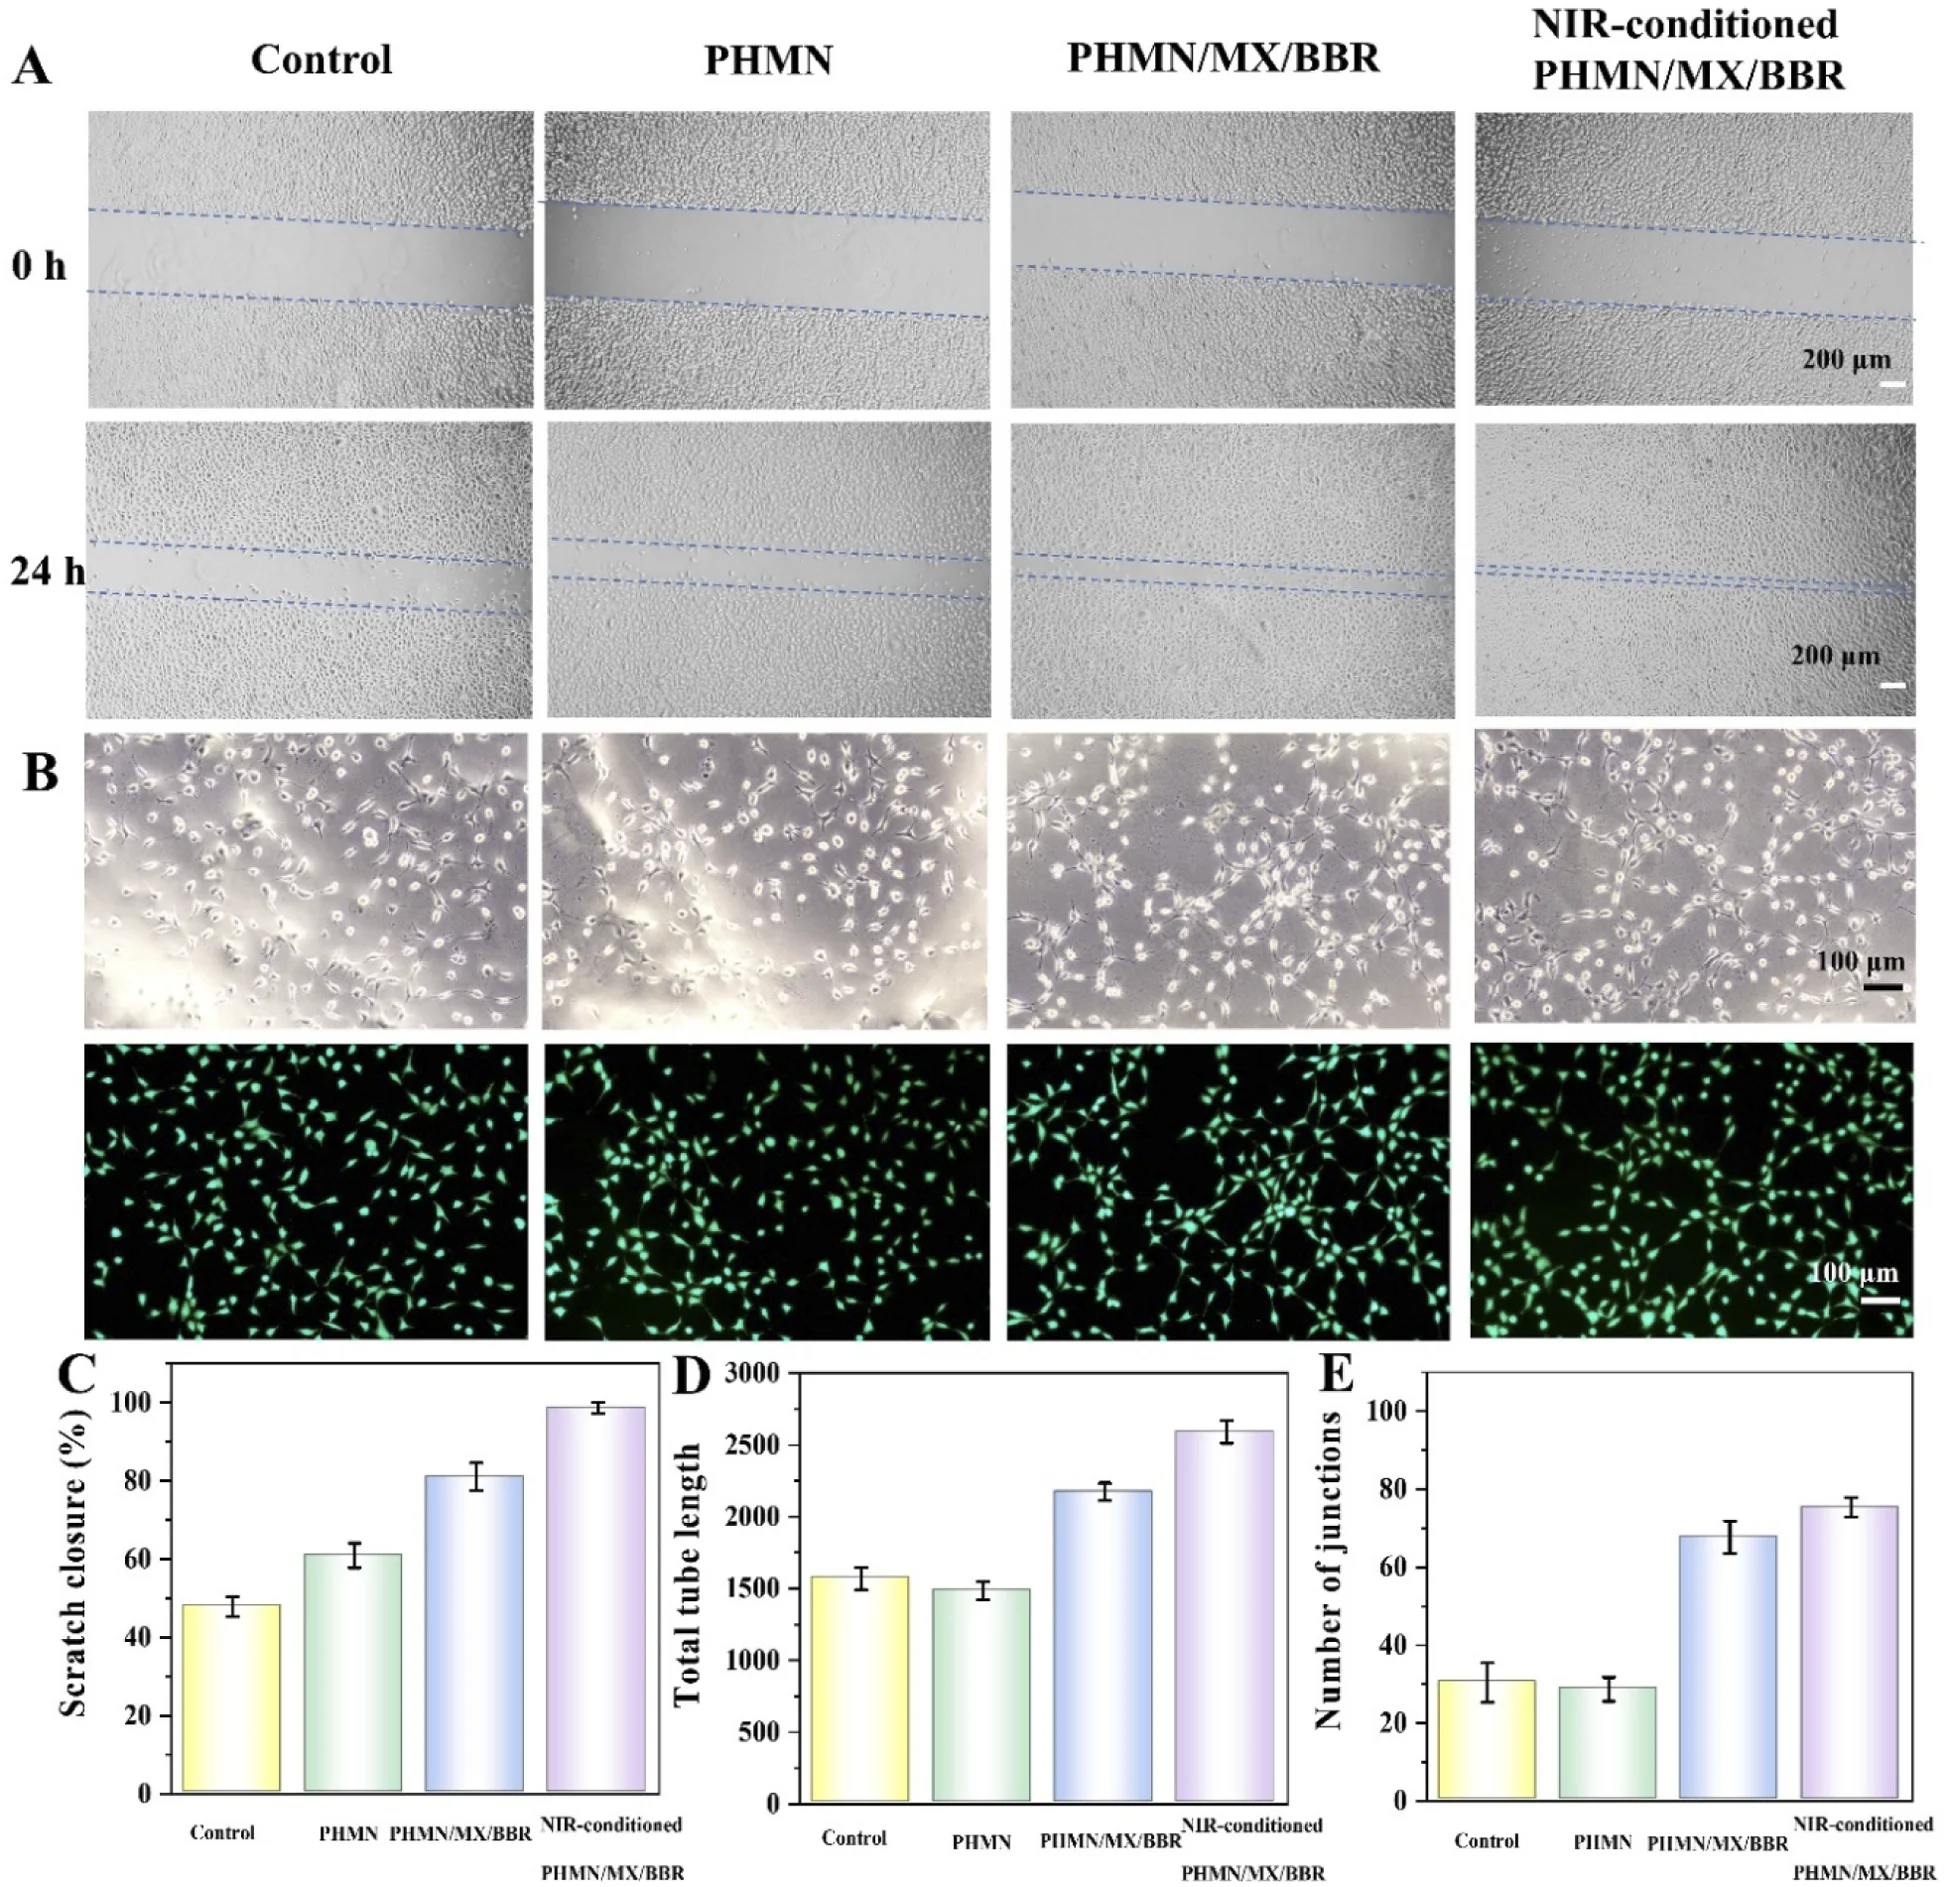 A
Control
PHMN
PHMN/MX/BBR
NIR-conditioned
PHMN/MX/BBR
0 h
200 μm
24 h
200 μm
B
100 μm
100 μm
C
Scratch closure (%)
100
80
60
40
20
0
Control
PHMN
PHMN/MX/BBR
NIR-conditioned
PHMN/MX/BBR
D
Total tube length
3000
2500
2000
1500
1000
500
0
Control
PHMN
PHMN/MX/BBR
NIR-conditioned
PHMN/MX/BBR
E
Number of junctions
100
80
60
40
20
0
Control
PHMN
PHMN/MX/BBR
NIR-conditioned
PHMN/MX/BBR